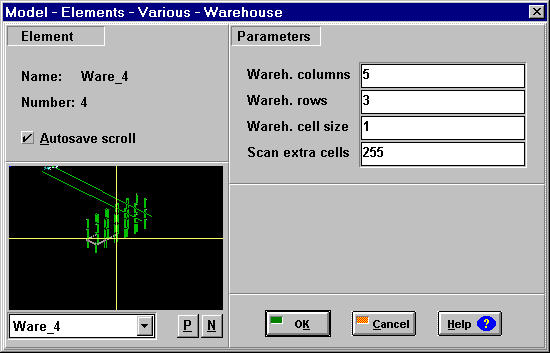 Model - Elements - Various - Warehouse
Element
Name: Ware_4
Number: 4
Autosave scroll
Ware_4
P N
Parameters
Wareh. columns 5
Wareh. rows 3
Wareh. cell size 1
Scan extra cells 255
OK Cancel Help ?